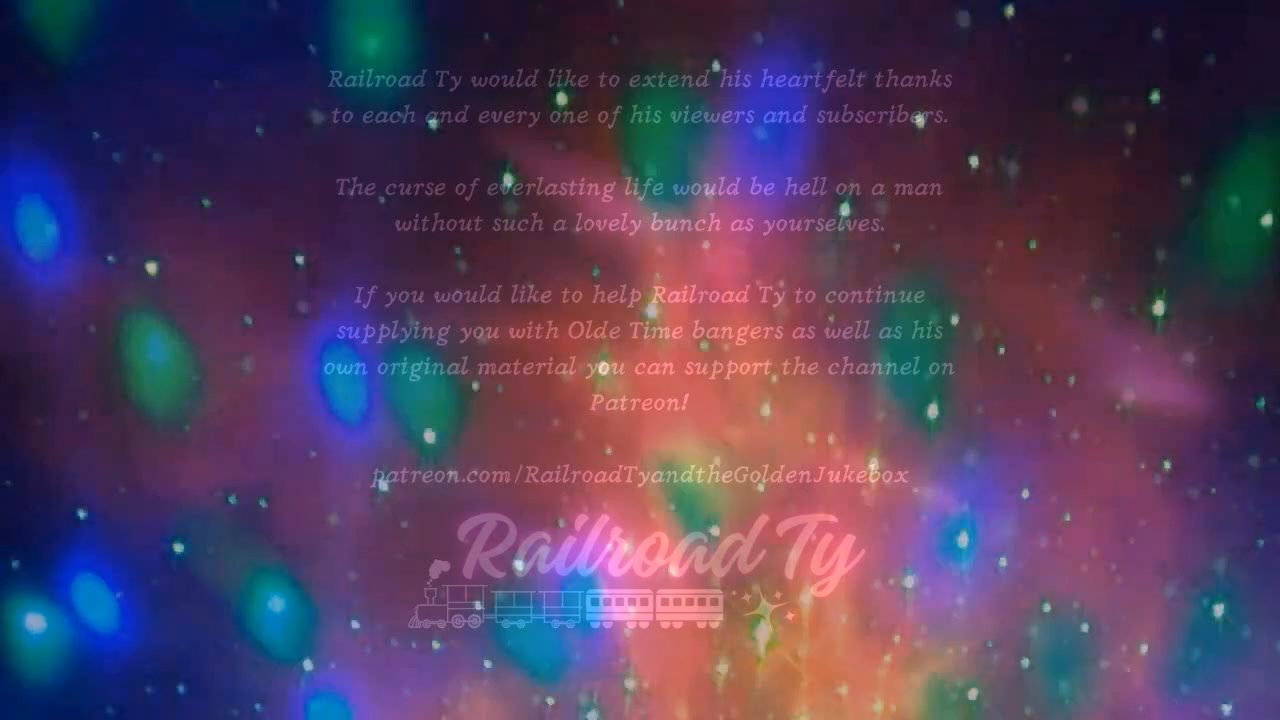 Railroad Ty would like to extend his heartfelt thanks
to each and every one of his viewers and subscribers.
The curse of everlasting life would be hell on a man
without such a lovely bunch as yourselves.
If you would like to help Railroad Ty to continue
supplying you with Olde Time bangers as well as his
own original material you can support the channel on
Patreon!
patreon.com/RailroadTyandtheGoldenJukebox
Railroad Ty